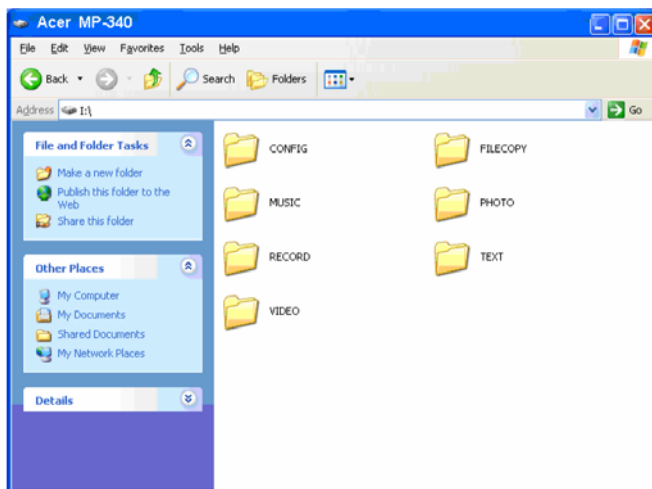 Acer MP-340
File Edit View Favorites Tools Help
Back Search Folders
Address I:\ Go
File and Folder Tasks
Make a new folder
Publish this folder to the
Web
Share this folder
Other Places
My Computer
My Documents
Shared Documents
My Network Places
Details
CONFIG FILECOPY
MUSIC PHOTO
RECORD TEXT
VIDEO